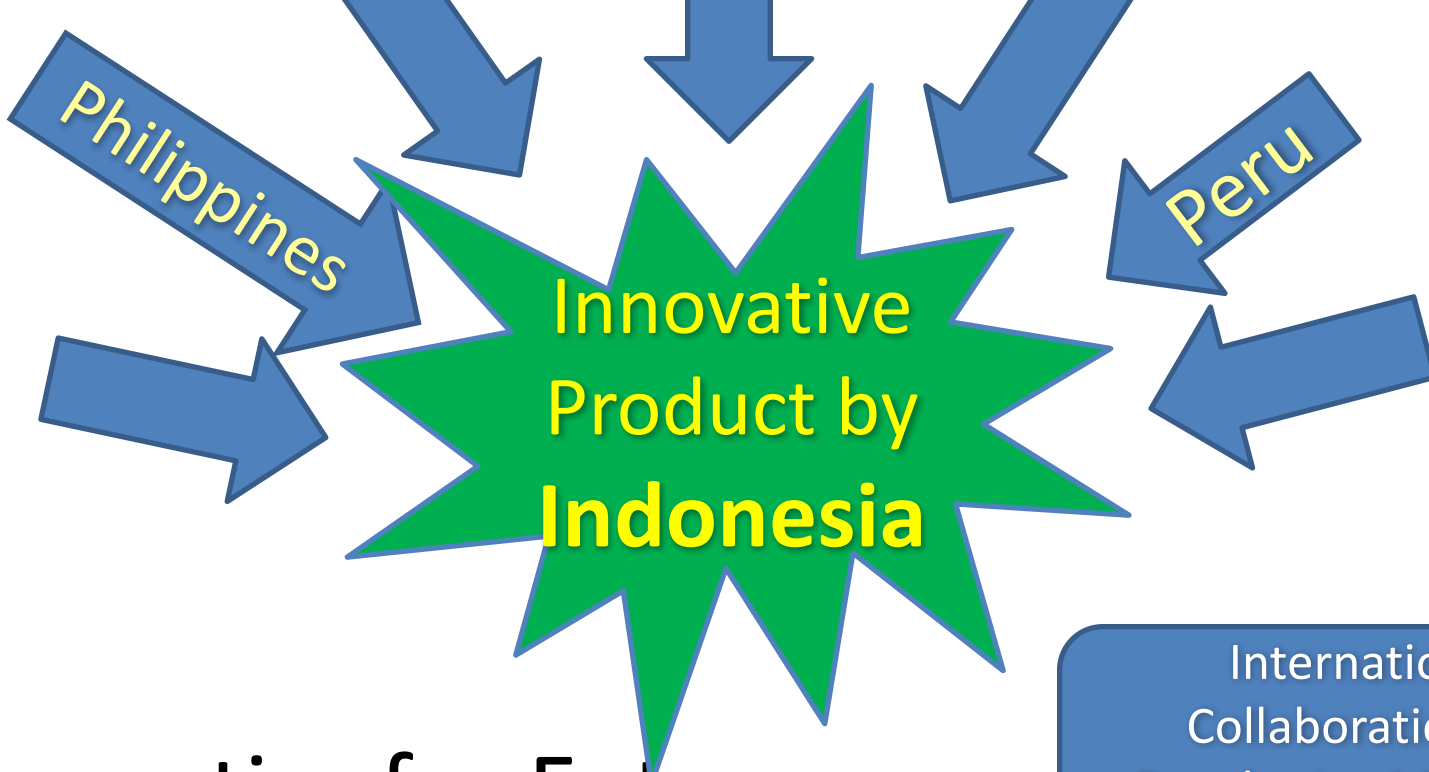 Philippines
Peru
Innovative
Product by
Indonesia